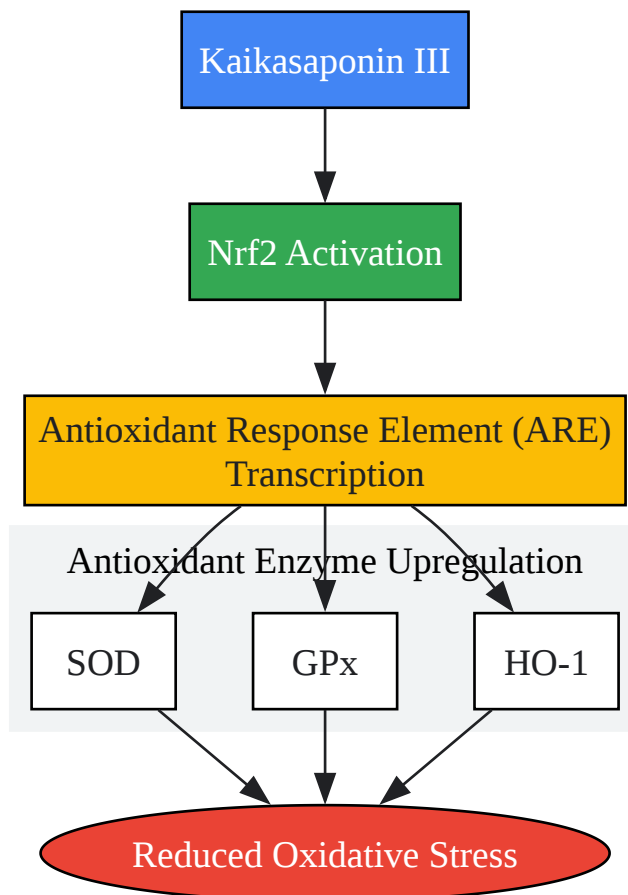 Kaikasaponin III
Nrf2 Activation
Antioxidant Response Element (ARE)
Transcription
Antioxidant Enzyme Upregulation
SOD
GPx
HO-1
Reduced Oxidative Stress